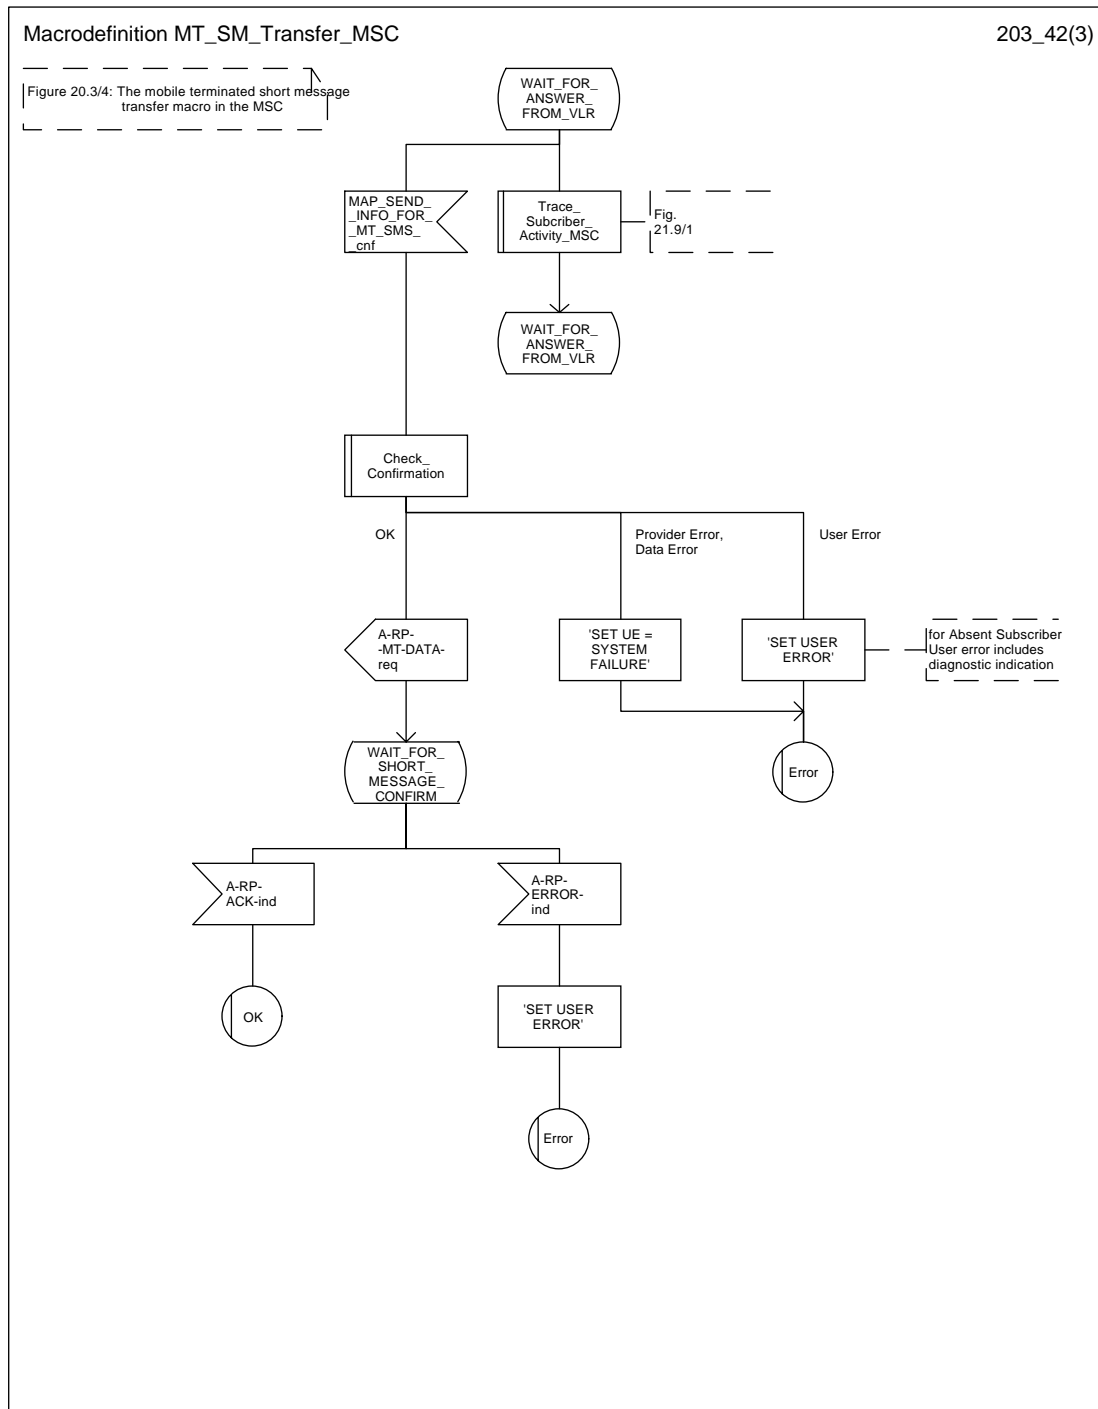 Macrodefinition MT_SM_Transfer_MSC
203_42(3)
Figure 20.3/4: The mobile terminated short message
transfer macro in the MSC
WAIT_FOR_
ANSWER_
FROM_VLR
MAP_SEND_
_INFO_FOR_
_MT_SMS_
_cnf
Trace_
Subcriber_
Activity_MSC
Fig.
21.9/1
WAIT_FOR_
ANSWER_
FROM_VLR
Check_
Confirmation
OK
Provider Error,
Data Error
User Error
A-RP-
-MT-DATA-
req
'SET UE =
SYSTEM
FAILURE'
'SET USER
ERROR'
for Absent Subscriber
User error includes
diagnostic indication
WAIT_FOR_
SHORT_
MESSAGE_
CONFIRM
Error
A-RP-
ACK-ind
A-RP-
ERROR-
ind
OK
'SET USER
ERROR'
Error